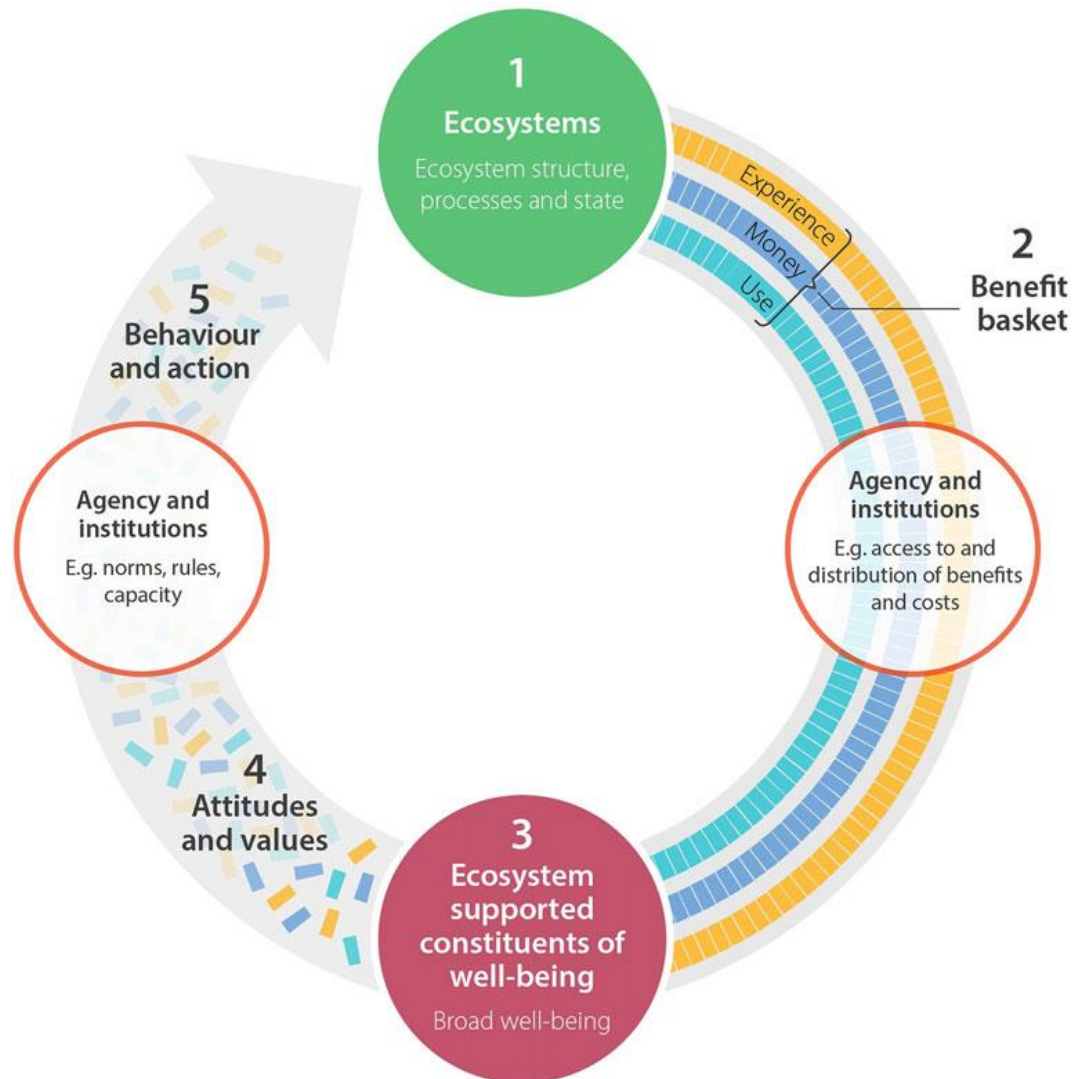 1
Ecosystems
Ecosystem structure,
processes and state
Experience
Money
Use
2
Benefit
basket
Agency and
institutions
E.g. access to and
distribution of benefits
and costs
3
Ecosystem
supported
constituents of
well-being
Broad well-being
4
Attitudes
and values
Agency and
institutions
E.g. norms, rules,
capacity
5
Behaviour
and action